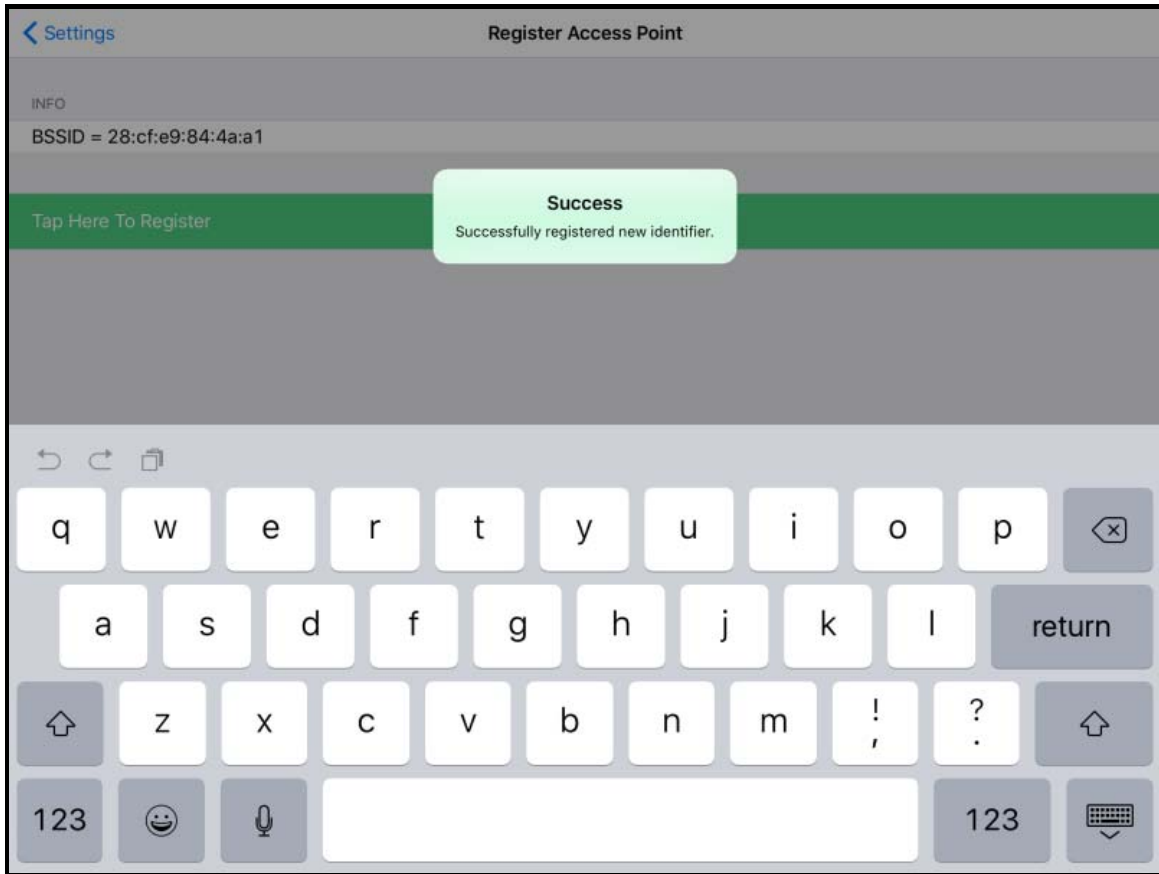 Settings
Register Access Point
INFO
BSSID = 28:cf:e9:84:4a:a1
Success
Tap Here To Register
Successfully registered new identifier.
q w e r t y u i o p
a s d f g h j k l return
z x c v b n m ! , ? .
123 123